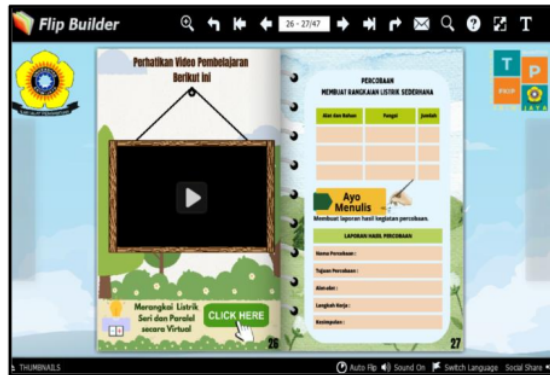 Flip Builder
26 - 27/47
Perhatikan Video Pembelajaran
Berikut ini
Merangkai Listrik
Seri dan Paralel
secara Virtual
CLICK HERE
26
PERCOBAAN
MEMBUAT RANGKAIAN LISTRIK SEDERHANA
Alat dan Bahan Fungsi Jumlah
Ayo
Menulis
Membuat laporan hasil kegiatan percobaan.
LAPORAN HASIL PERCOBAAN
Nama Percobaan :
Tujuan Percobaan :
Alat-alat :
Langkah Kerja :
Kesimpulan :
27
T P
FKIP
JAYA
THUMBNAILS
Auto Flip Sound On Switch Language Social Share